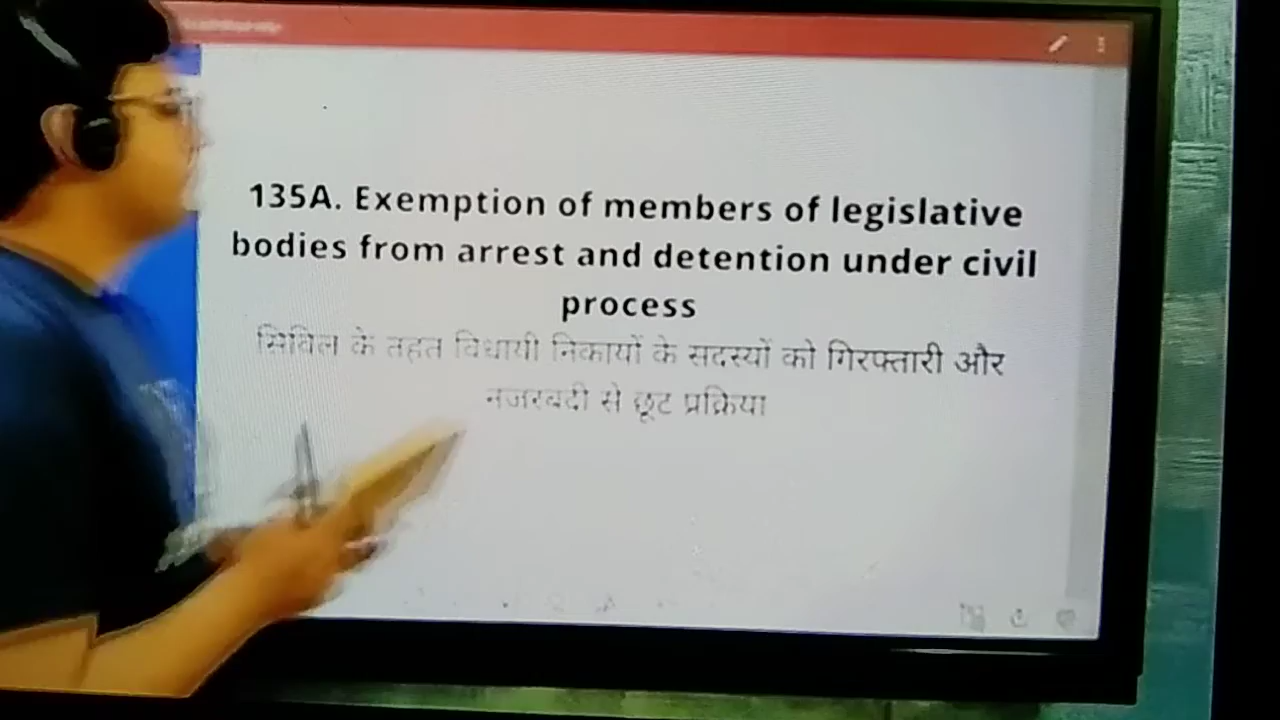 135A. Exemption of members of legislative
bodies from arrest and detention under civil
process
सिविल के तहत विधायी निकायों के सदस्यों को गिरफ्तारी और
नजरबदी से छूट प्रक्रिया